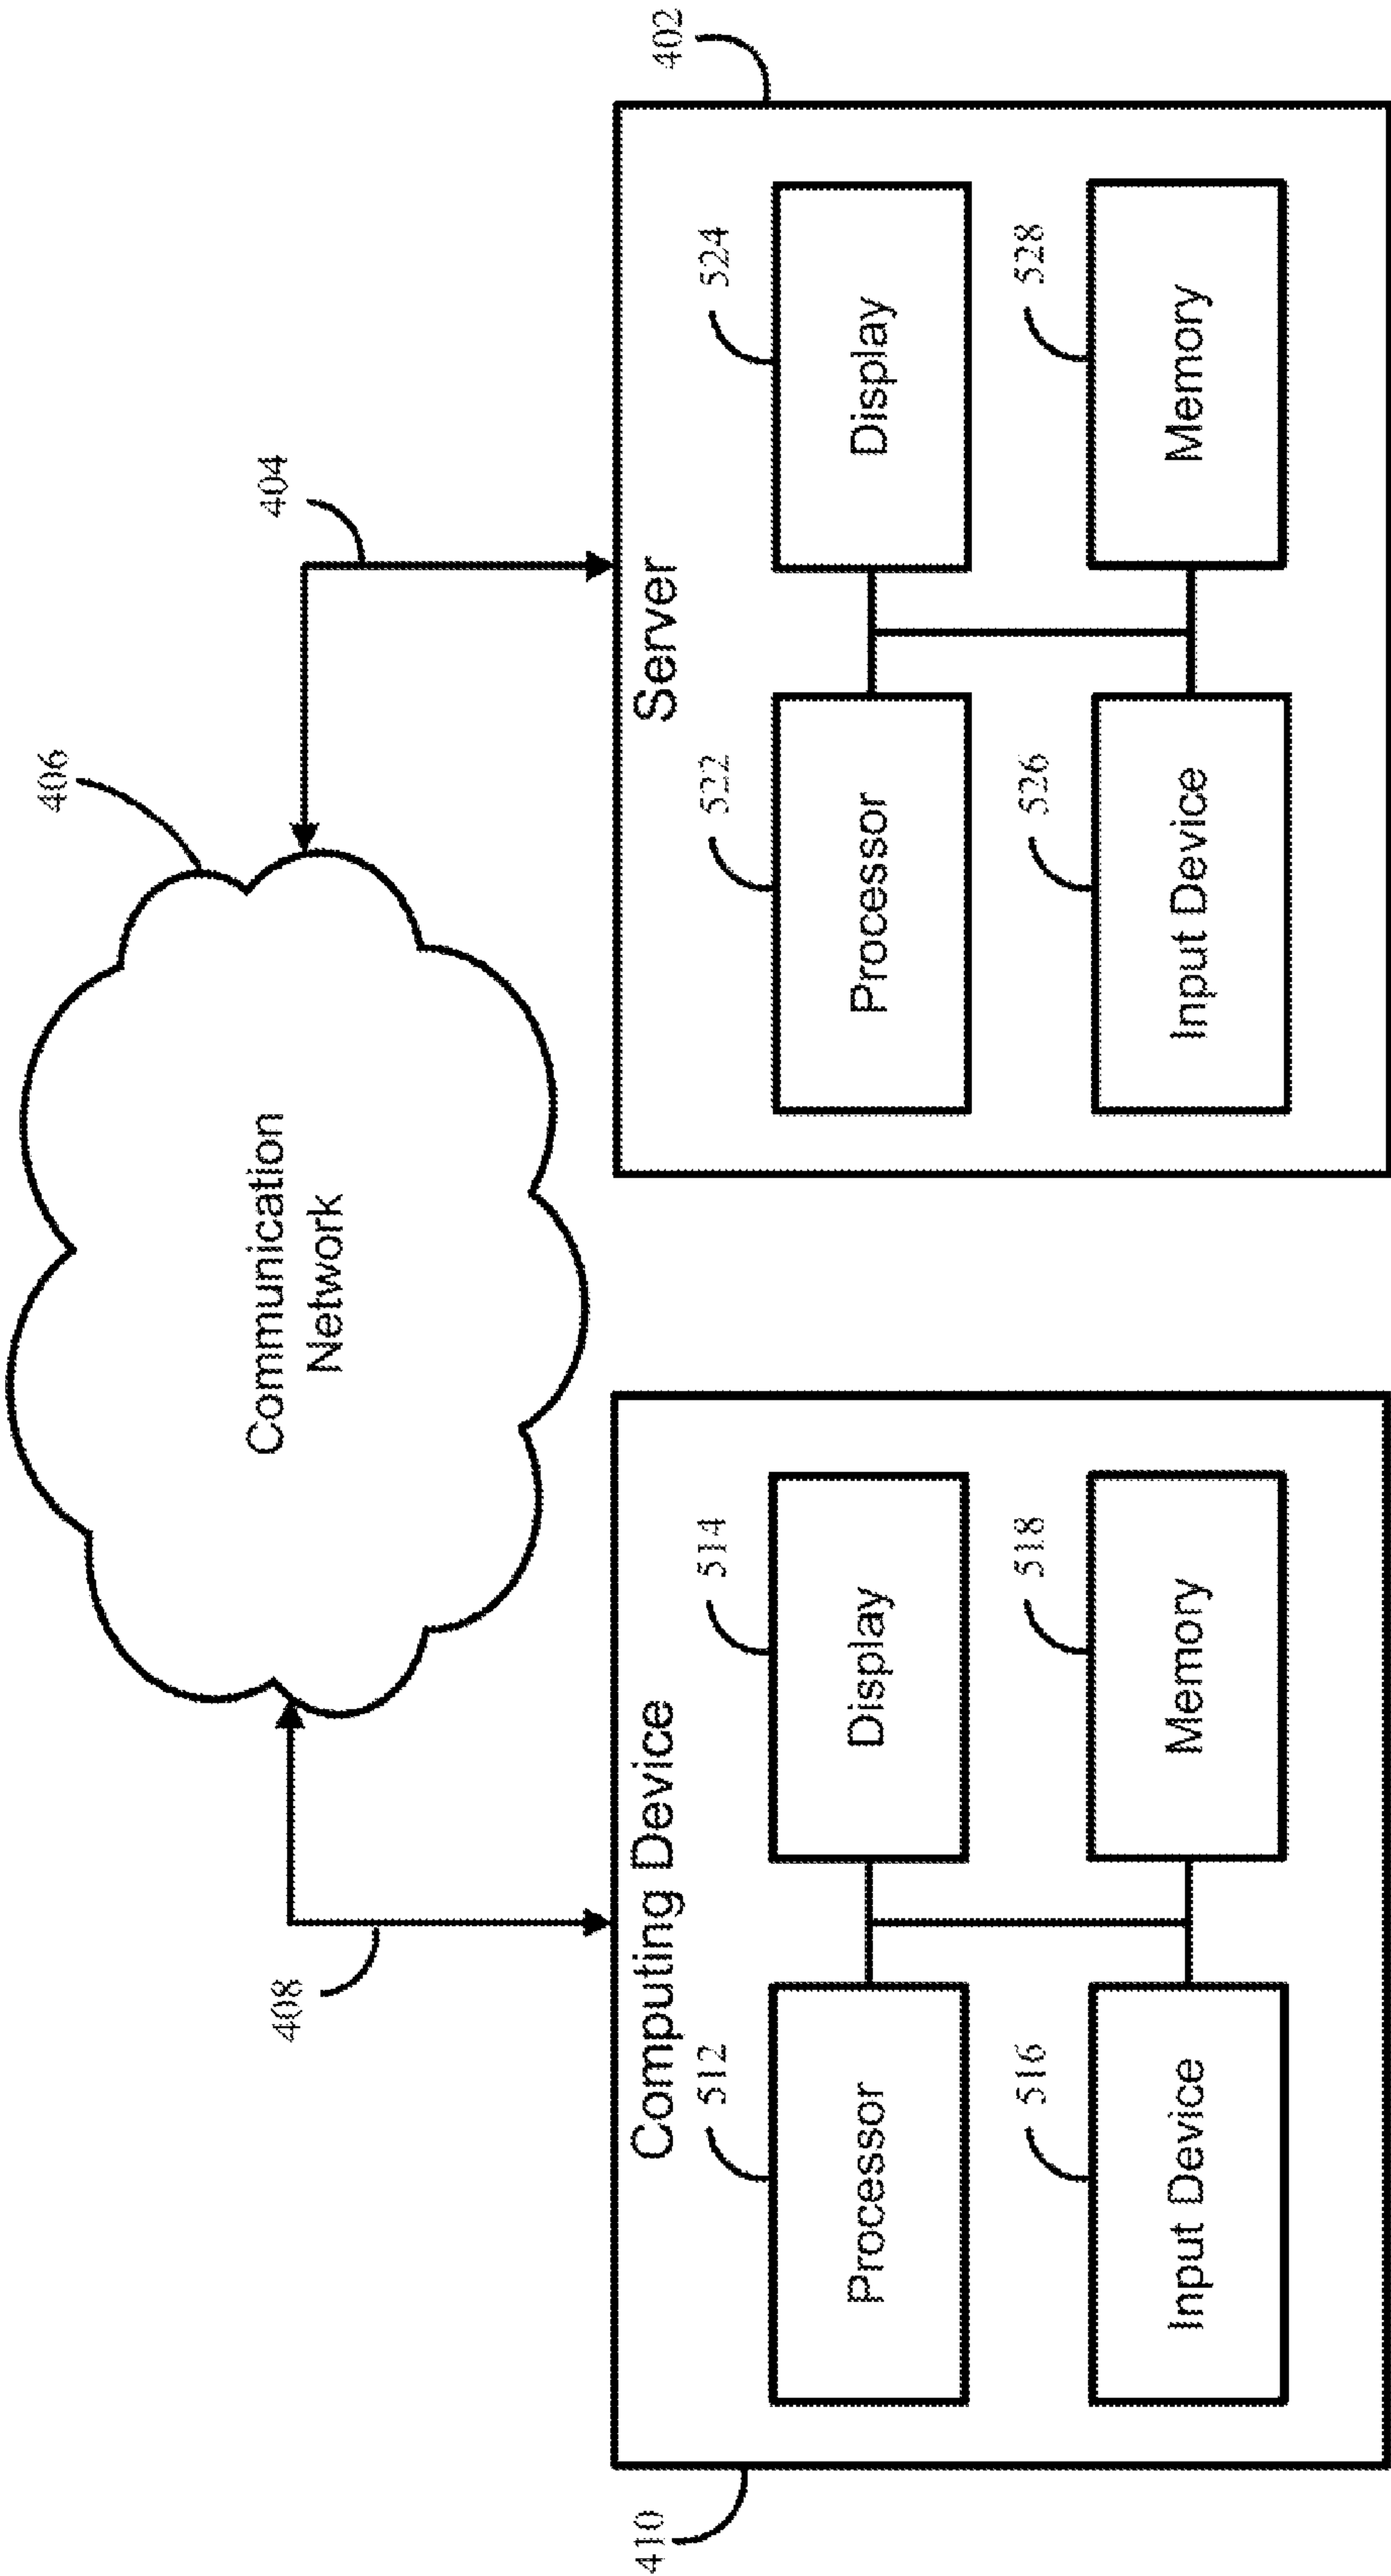 406
Communication
Network
408
404
410
Computing Device
512
Processor
514
Display
516
Input Device
518
Memory
402
Server
522
Processor
524
Display
526
Input Device
528
Memory